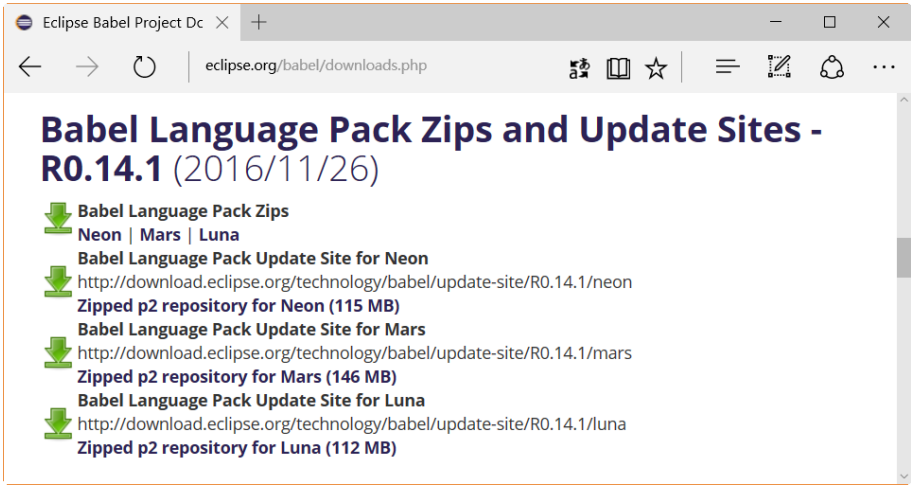 Eclipse Babel Project Dc
eclipse.org/babel/downloads.php
Babel Language Pack Zips and Update Sites -
R0.14.1 (2016/11/26)
Babel Language Pack Zips
Neon | Mars | Luna
Babel Language Pack Update Site for Neon
http://download.eclipse.org/technology/babel/update-site/R0.14.1/neon
Zipped p2 repository for Neon (115 MB)
Babel Language Pack Update Site for Mars
http://download.eclipse.org/technology/babel/update-site/R0.14.1/mars
Zipped p2 repository for Mars (146 MB)
Babel Language Pack Update Site for Luna
http://download.eclipse.org/technology/babel/update-site/R0.14.1/luna
Zipped p2 repository for Luna (112 MB)